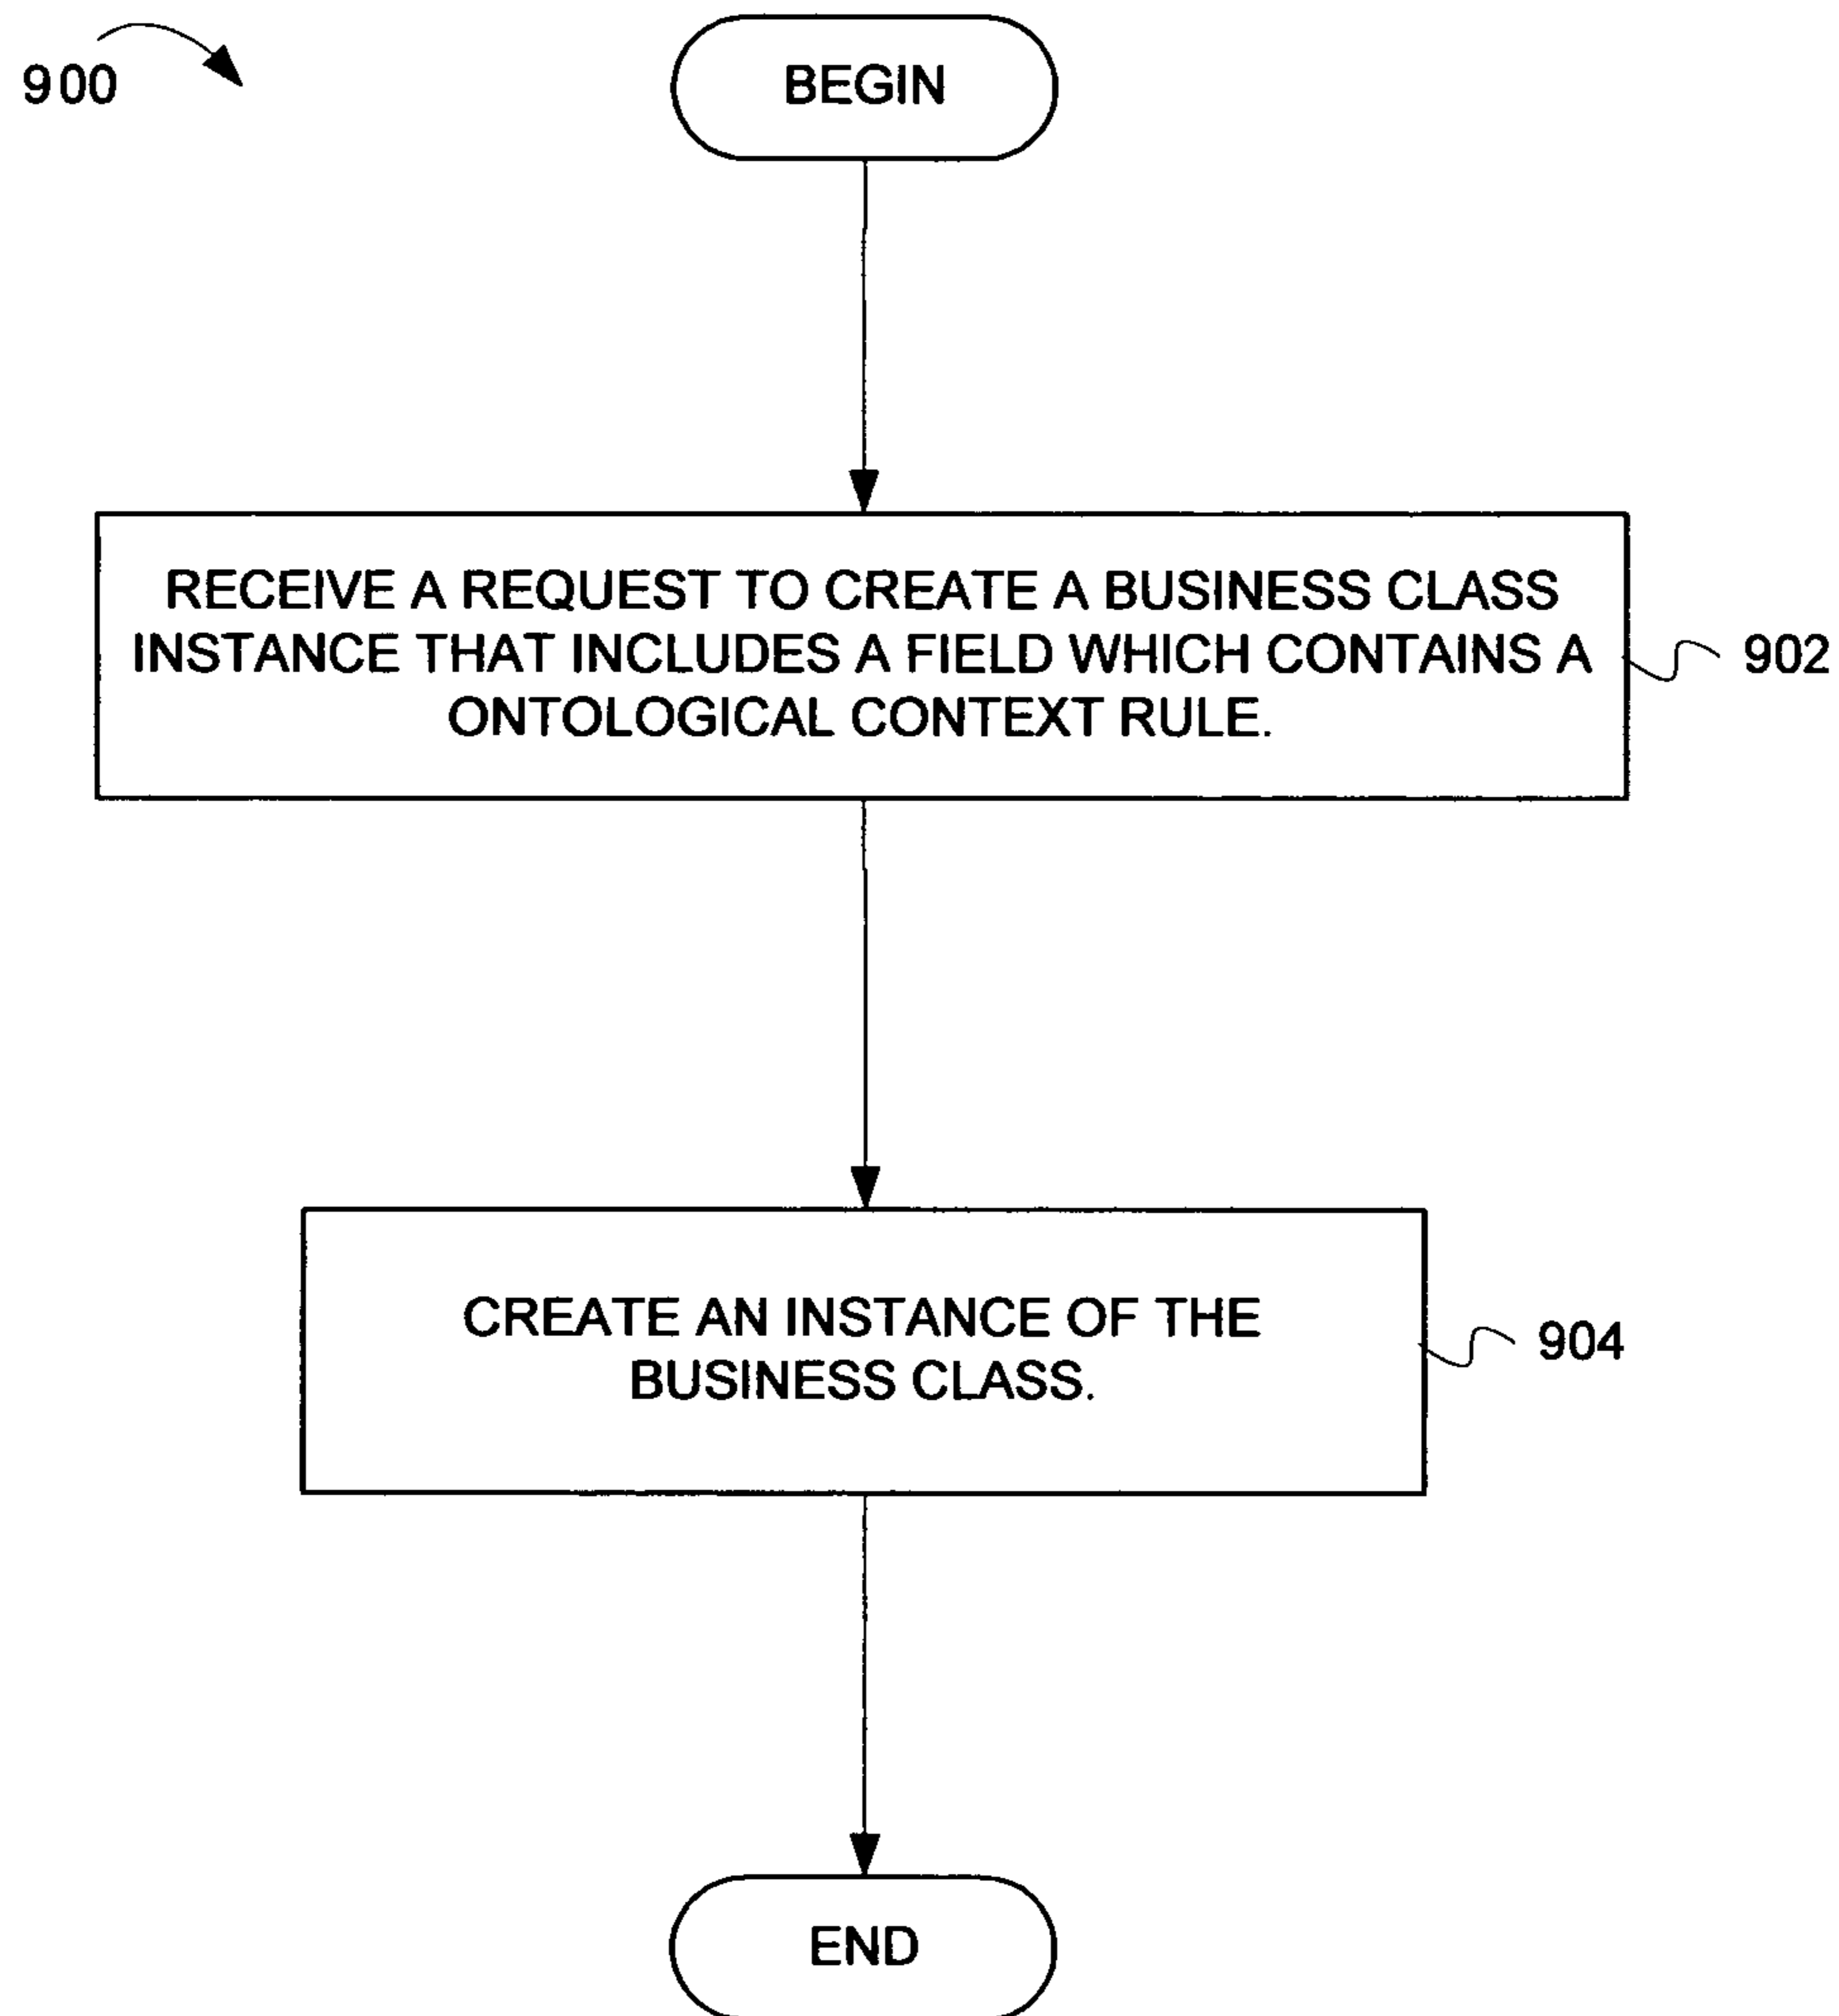 900
BEGIN
RECEIVE A REQUEST TO CREATE A BUSINESS CLASS
INSTANCE THAT INCLUDES A FIELD WHICH CONTAINS A
ONTOLOGICAL CONTEXT RULE.
902
CREATE AN INSTANCE OF THE
BUSINESS CLASS.
904
END